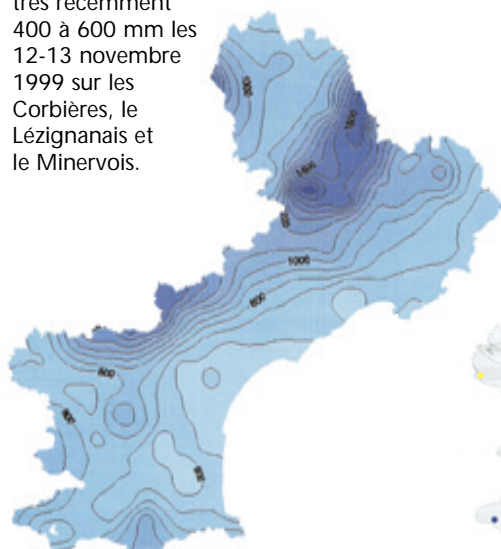 très récemment
400 à 600 mm les
12-13 novembre
1999 sur les
Corbières, le
Lézignanais et
le Minervois.
1000
800
800